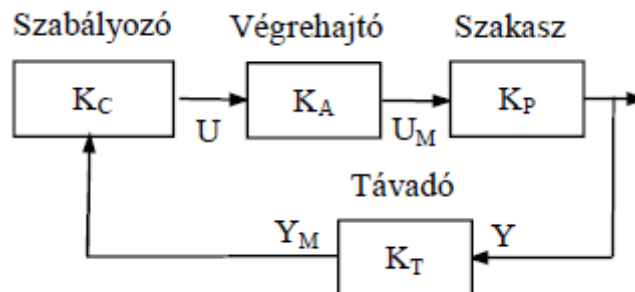 Szabályozó Végrehajtó Szakasz
K_C K_A K_P
U U_M
Távadó
Y_M Y
K_T